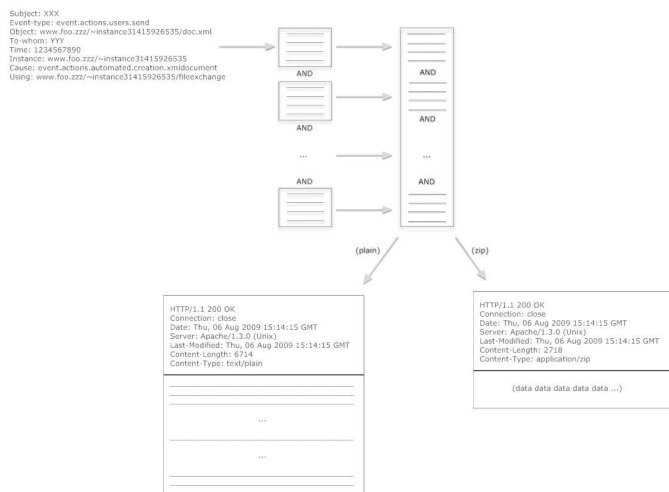 Subject: XXX
Event-type: event.actions.users.send
Object: www.foo.zzz/~instance31415926535/doc.xml
To-whom: YYY
Time: 1234567890
Instance: www.foo.zzz/~instance31415926535
Cause: event.actions.automated.creation.xmldocument
Using: www.foo.zzz/~instance31415926535/fileexchange
AND
AND
...
AND
AND
AND
...
AND
(plain)
(zip)
HTTP/1.1 200 OK
Connection: close
Date: Thu, 06 Aug 2009 15:14:15 GMT
Server: Apache/1.3.0 (Unix)
Last-Modified: Thu, 06 Aug 2009 15:14:15 GMT
Content-Length: 6714
Content-Type: text/plain
...
...
HTTP/1.1 200 OK
Connection: close
Date: Thu, 06 Aug 2009 15:14:15 GMT
Server: Apache/1.3.0 (Unix)
Last-Modified: Thu, 06 Aug 2009 15:14:15 GMT
Content-Length: 2718
Content-Type: application/zip
(data data data data data ...)